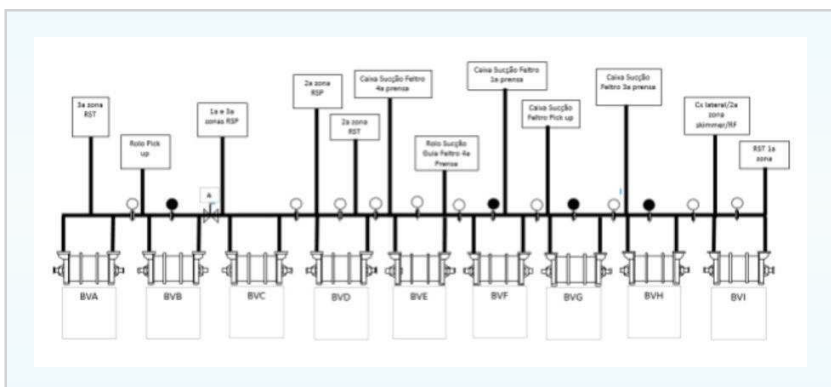 3a zona
RST
Rolo Pick
up
1a e 3a
zonas RSP
2a zona
RSP
2a zona
RST
Caixa Sucção Feltro
4a prensa
Rolo Sucção
Guia Feltro 4a
Prensa
Caixa Sucção Feltro
1a prensa
Caixa Sucção
Feltro Pick up
Caixa Sucção
Feltro 3a prensa
Cx lateral/2a
zona
skimmer/RF
RST 1a
zona
A
BVA
BVB
BVC
BVD
BVE
BVF
BVG
BVH
BVI